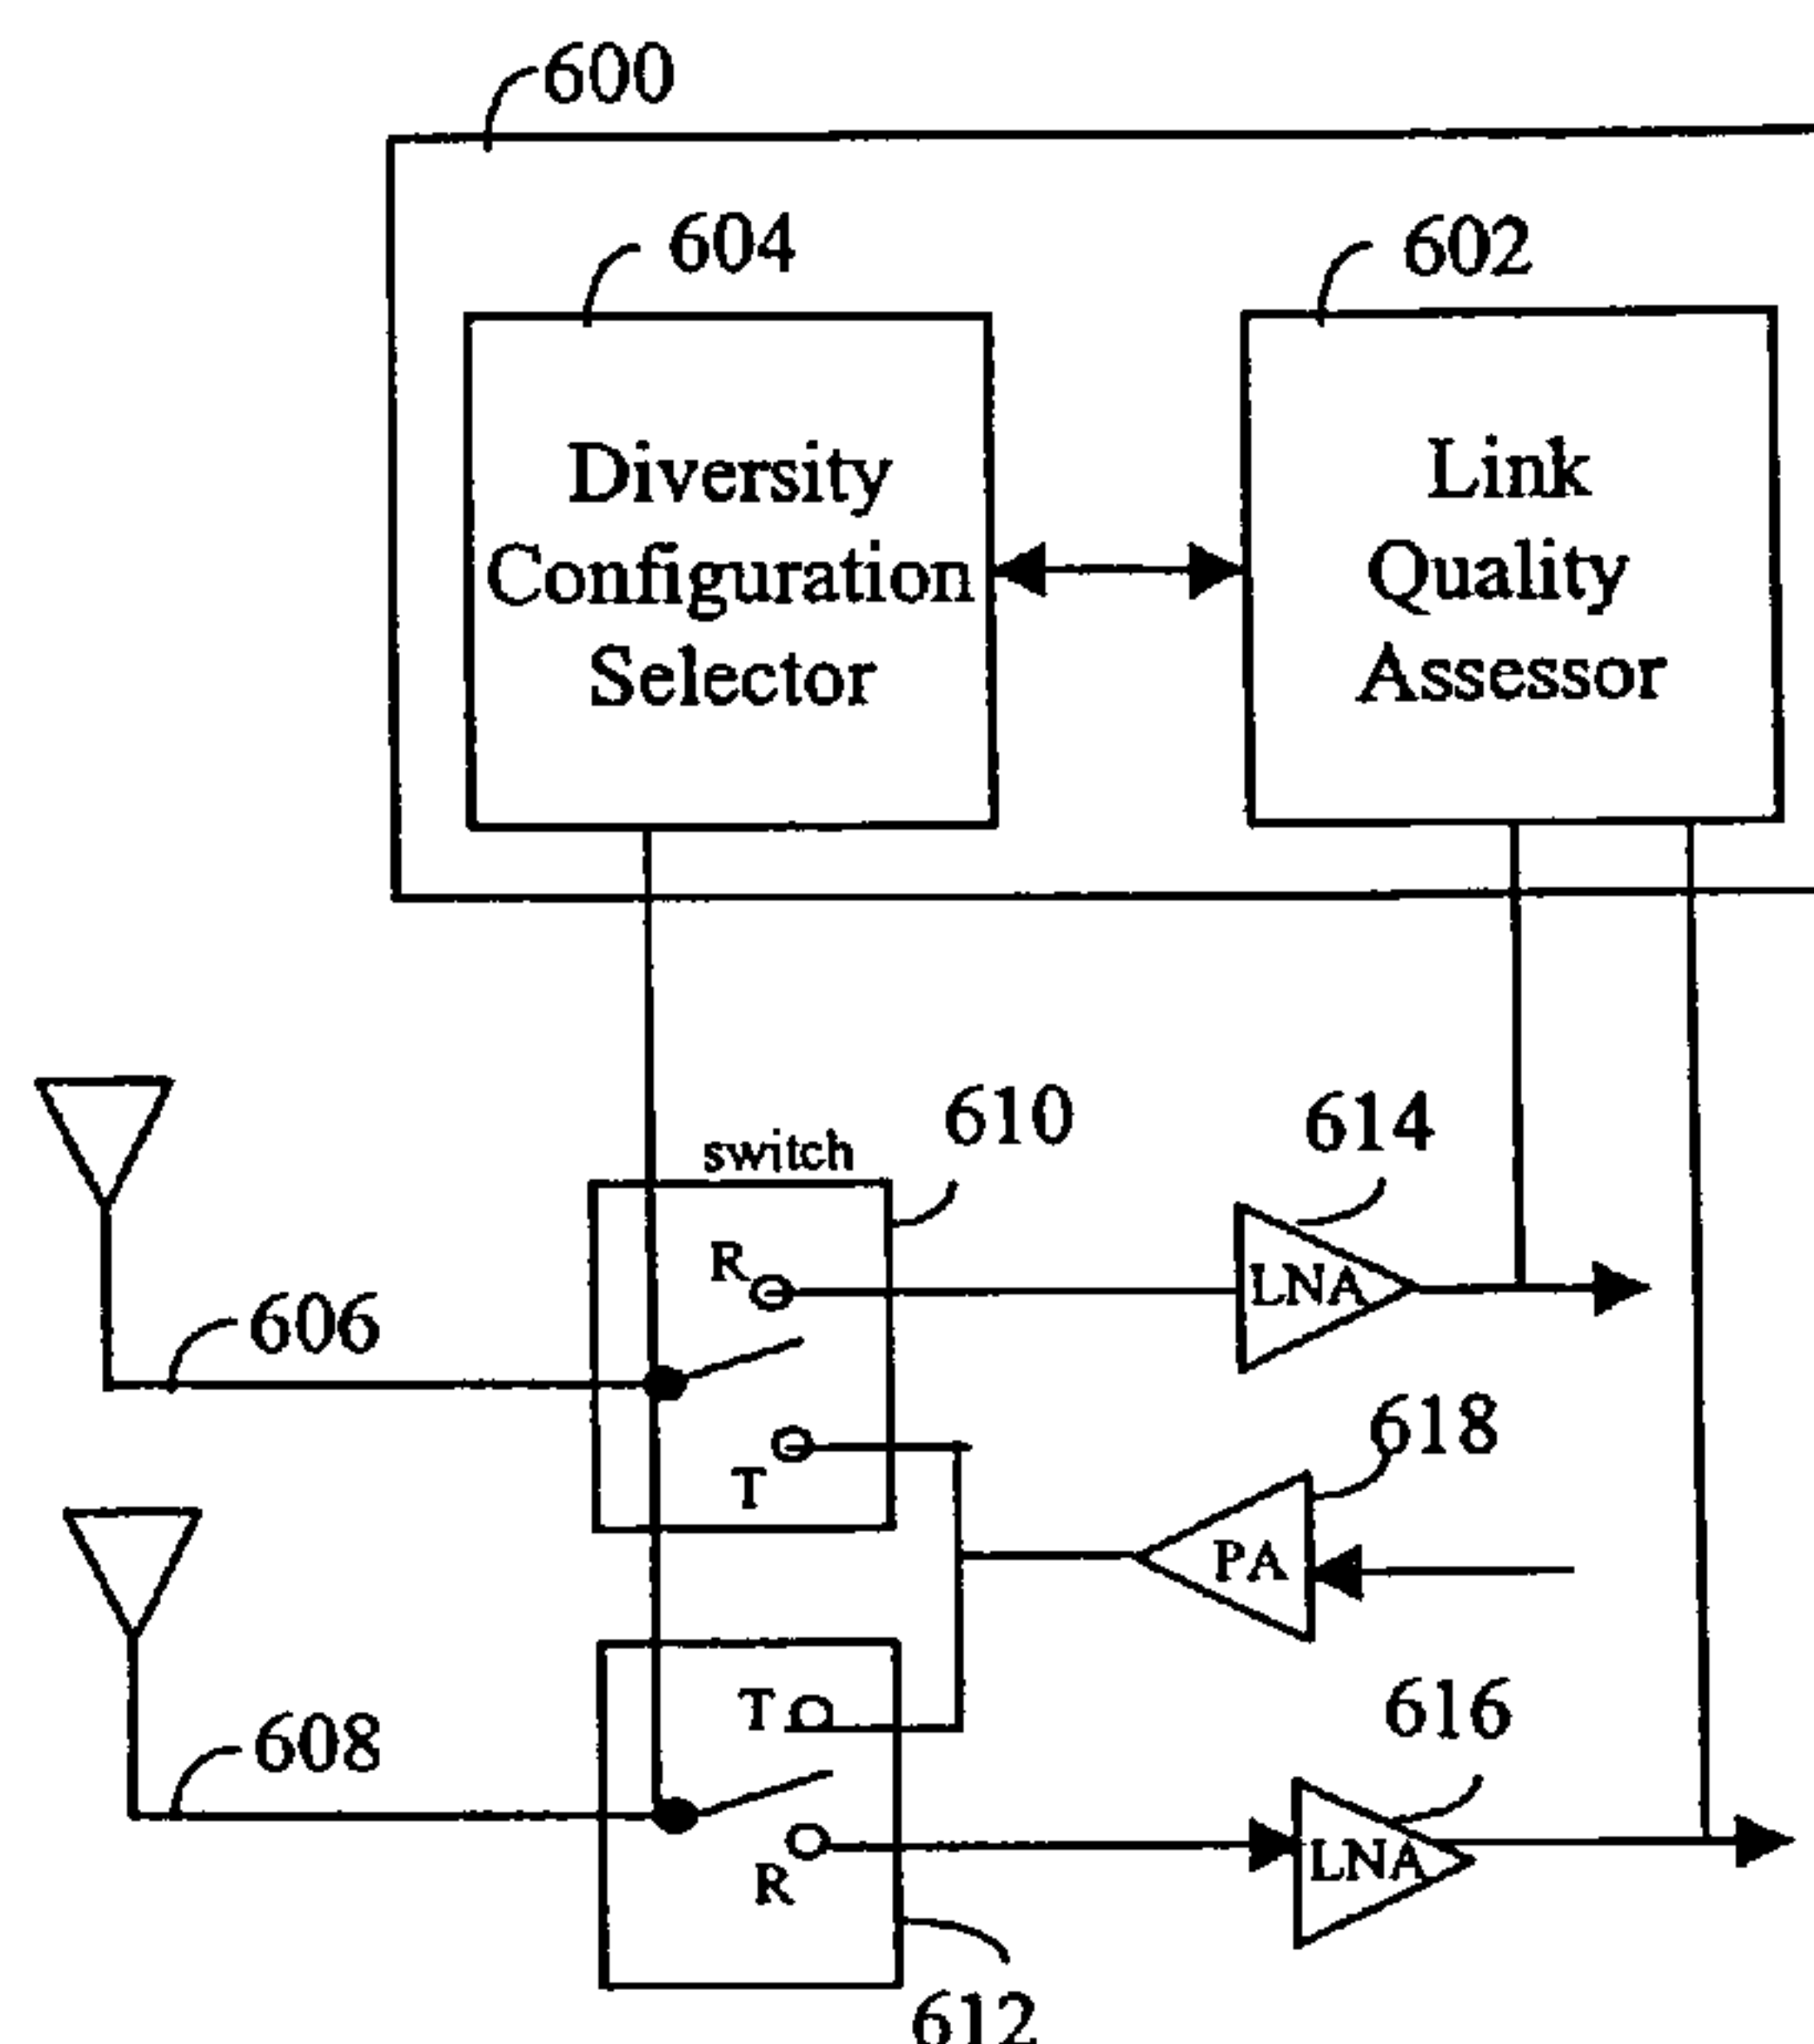 600
604
602
Diversity
Configuration
Selector
Link
Quality
Assessor
switch
610
614
R
LNA
606
618
T
PA
T
616
608
LNA
R
612